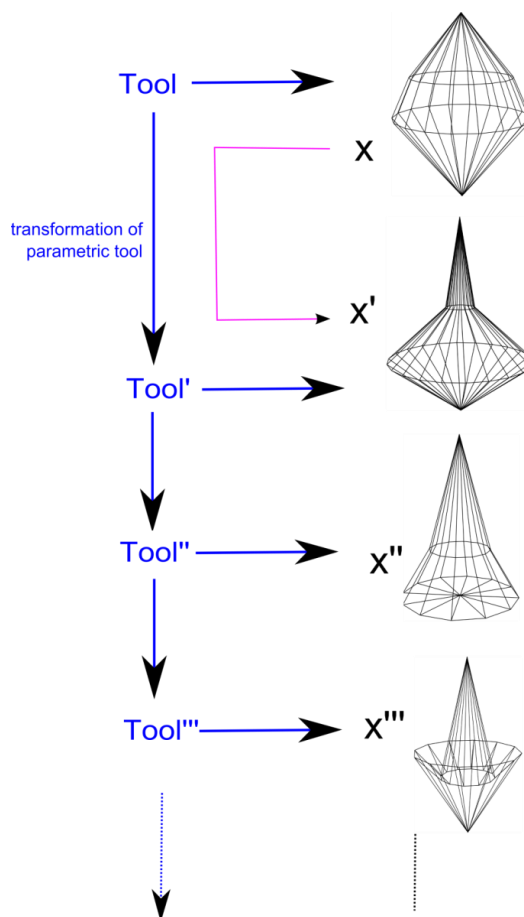 Tool
x
transformation of
parametric tool
x'
Tool'
Tool"
x"
Tool'''
x'''